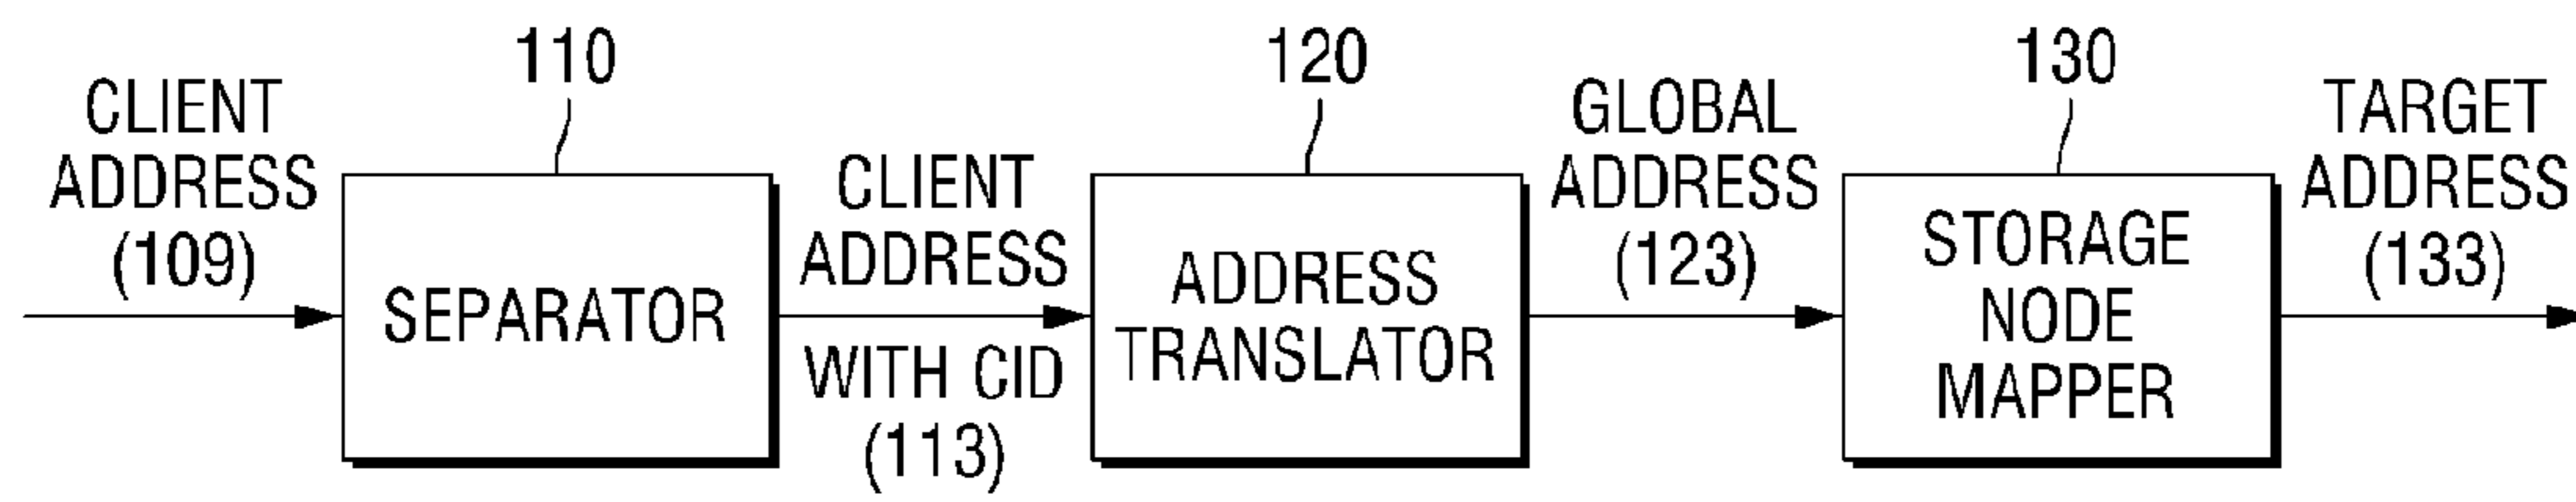 110
120
130
CLIENT
ADDRESS
(109)
SEPARATOR
CLIENT
ADDRESS
WITH CID
(113)
ADDRESS
TRANSLATOR
GLOBAL
ADDRESS
(123)
STORAGE
NODE
MAPPER
TARGET
ADDRESS
(133)